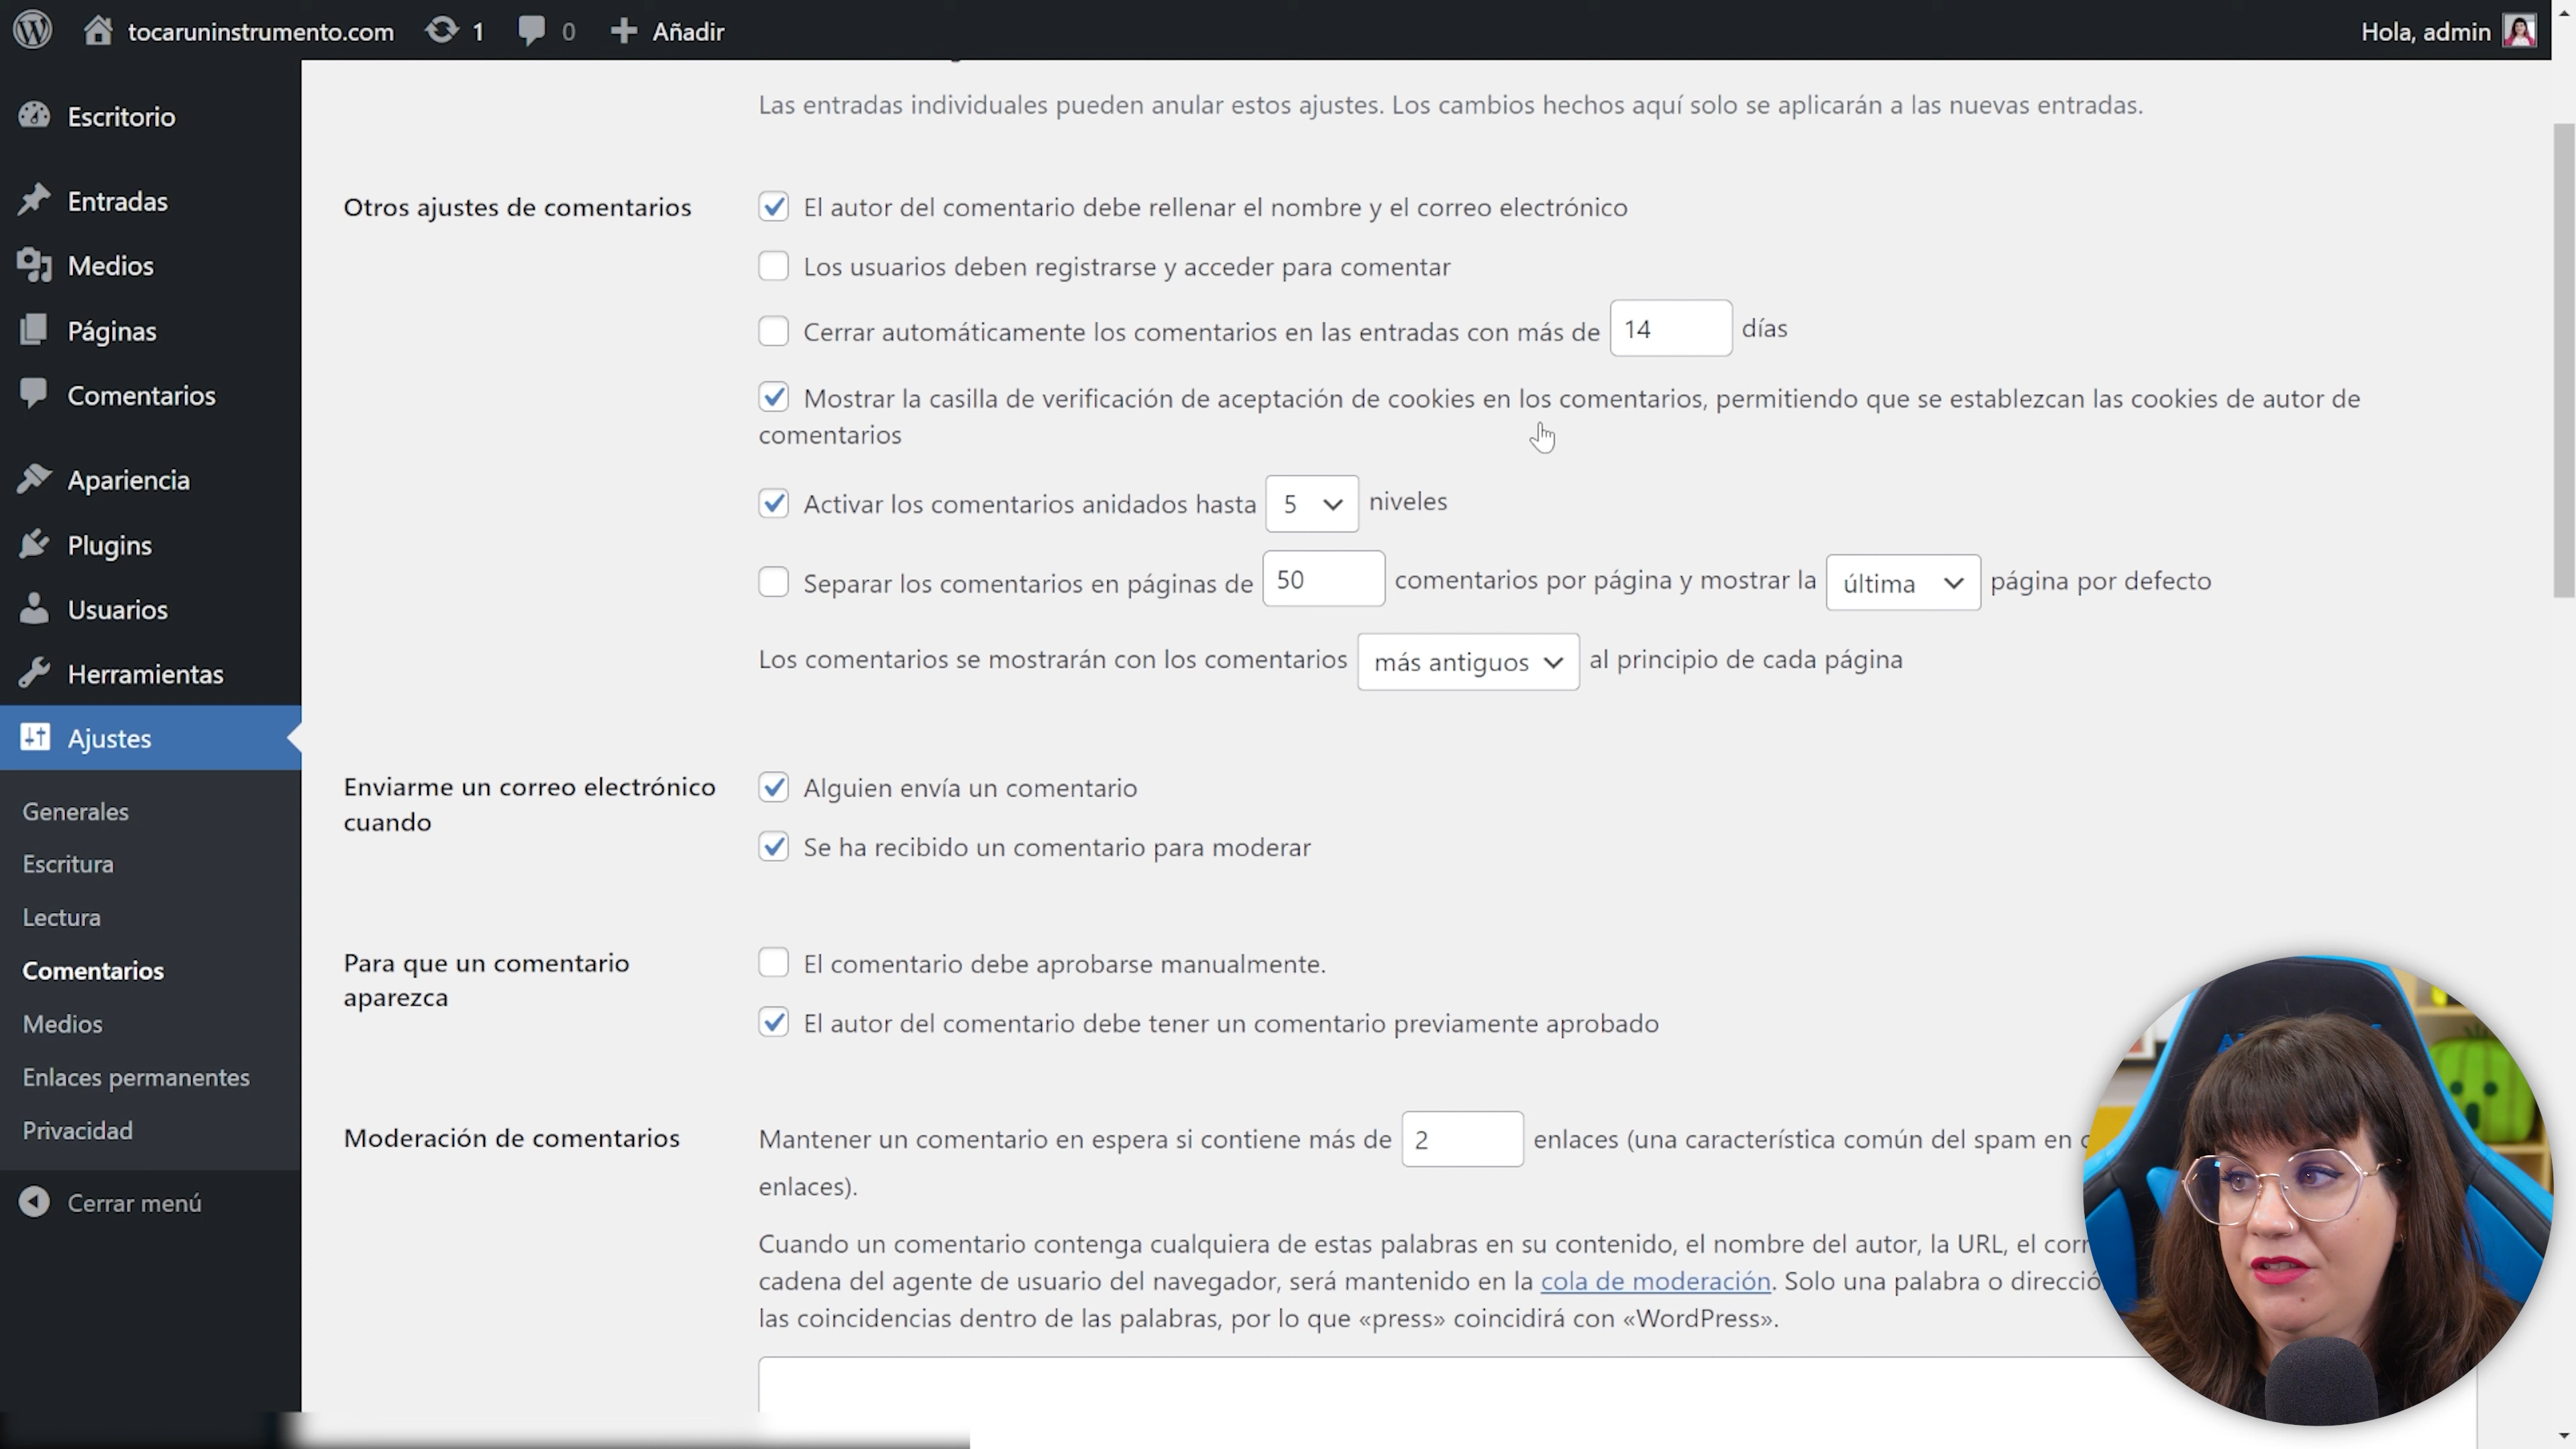 tocaruninstrumento.com 1 0 Añadir Hola, admin
Escritorio
Entradas
Medios
Páginas
Comentarios
Apariencia
Plugins
Usuarios
Herramientas
Ajustes
Generales
Escritura
Lectura
Comentarios
Medios
Enlaces permanentes
Privacidad
Cerrar menú
Las entradas individuales pueden anular estos ajustes. Los cambios hechos aquí solo se aplicarán a las nuevas entradas.
Otros ajustes de comentarios
El autor del comentario debe rellenar el nombre y el correo electrónico
Los usuarios deben registrarse y acceder para comentar
Cerrar automáticamente los comentarios en las entradas con más de 14 días
Mostrar la casilla de verificación de aceptación de cookies en los comentarios, permitiendo que se establezcan las cookies de autor de
comentarios
Activar los comentarios anidados hasta 5 niveles
Separar los comentarios en páginas de 50 comentarios por página y mostrar la última página por defecto
Los comentarios se mostrarán con los comentarios más antiguos al principio de cada página
Enviarme un correo electrónico
cuando
Alguien envía un comentario
Se ha recibido un comentario para moderar
Para que un comentario
aparezca
El comentario debe aprobarse manualmente.
El autor del comentario debe tener un comentario previamente aprobado
Moderación de comentarios
Mantener un comentario en espera si contiene más de 2 enlaces (una característica común del spam en
enlaces).
Cuando un comentario contenga cualquiera de estas palabras en su contenido, el nombre del autor, la URL, el
cadena del agente de usuario del navegador, será mantenido en la cola de moderación. Solo una palabra o
las coincidencias dentro de las palabras, por lo que «press» coincidirá con «WordPress».